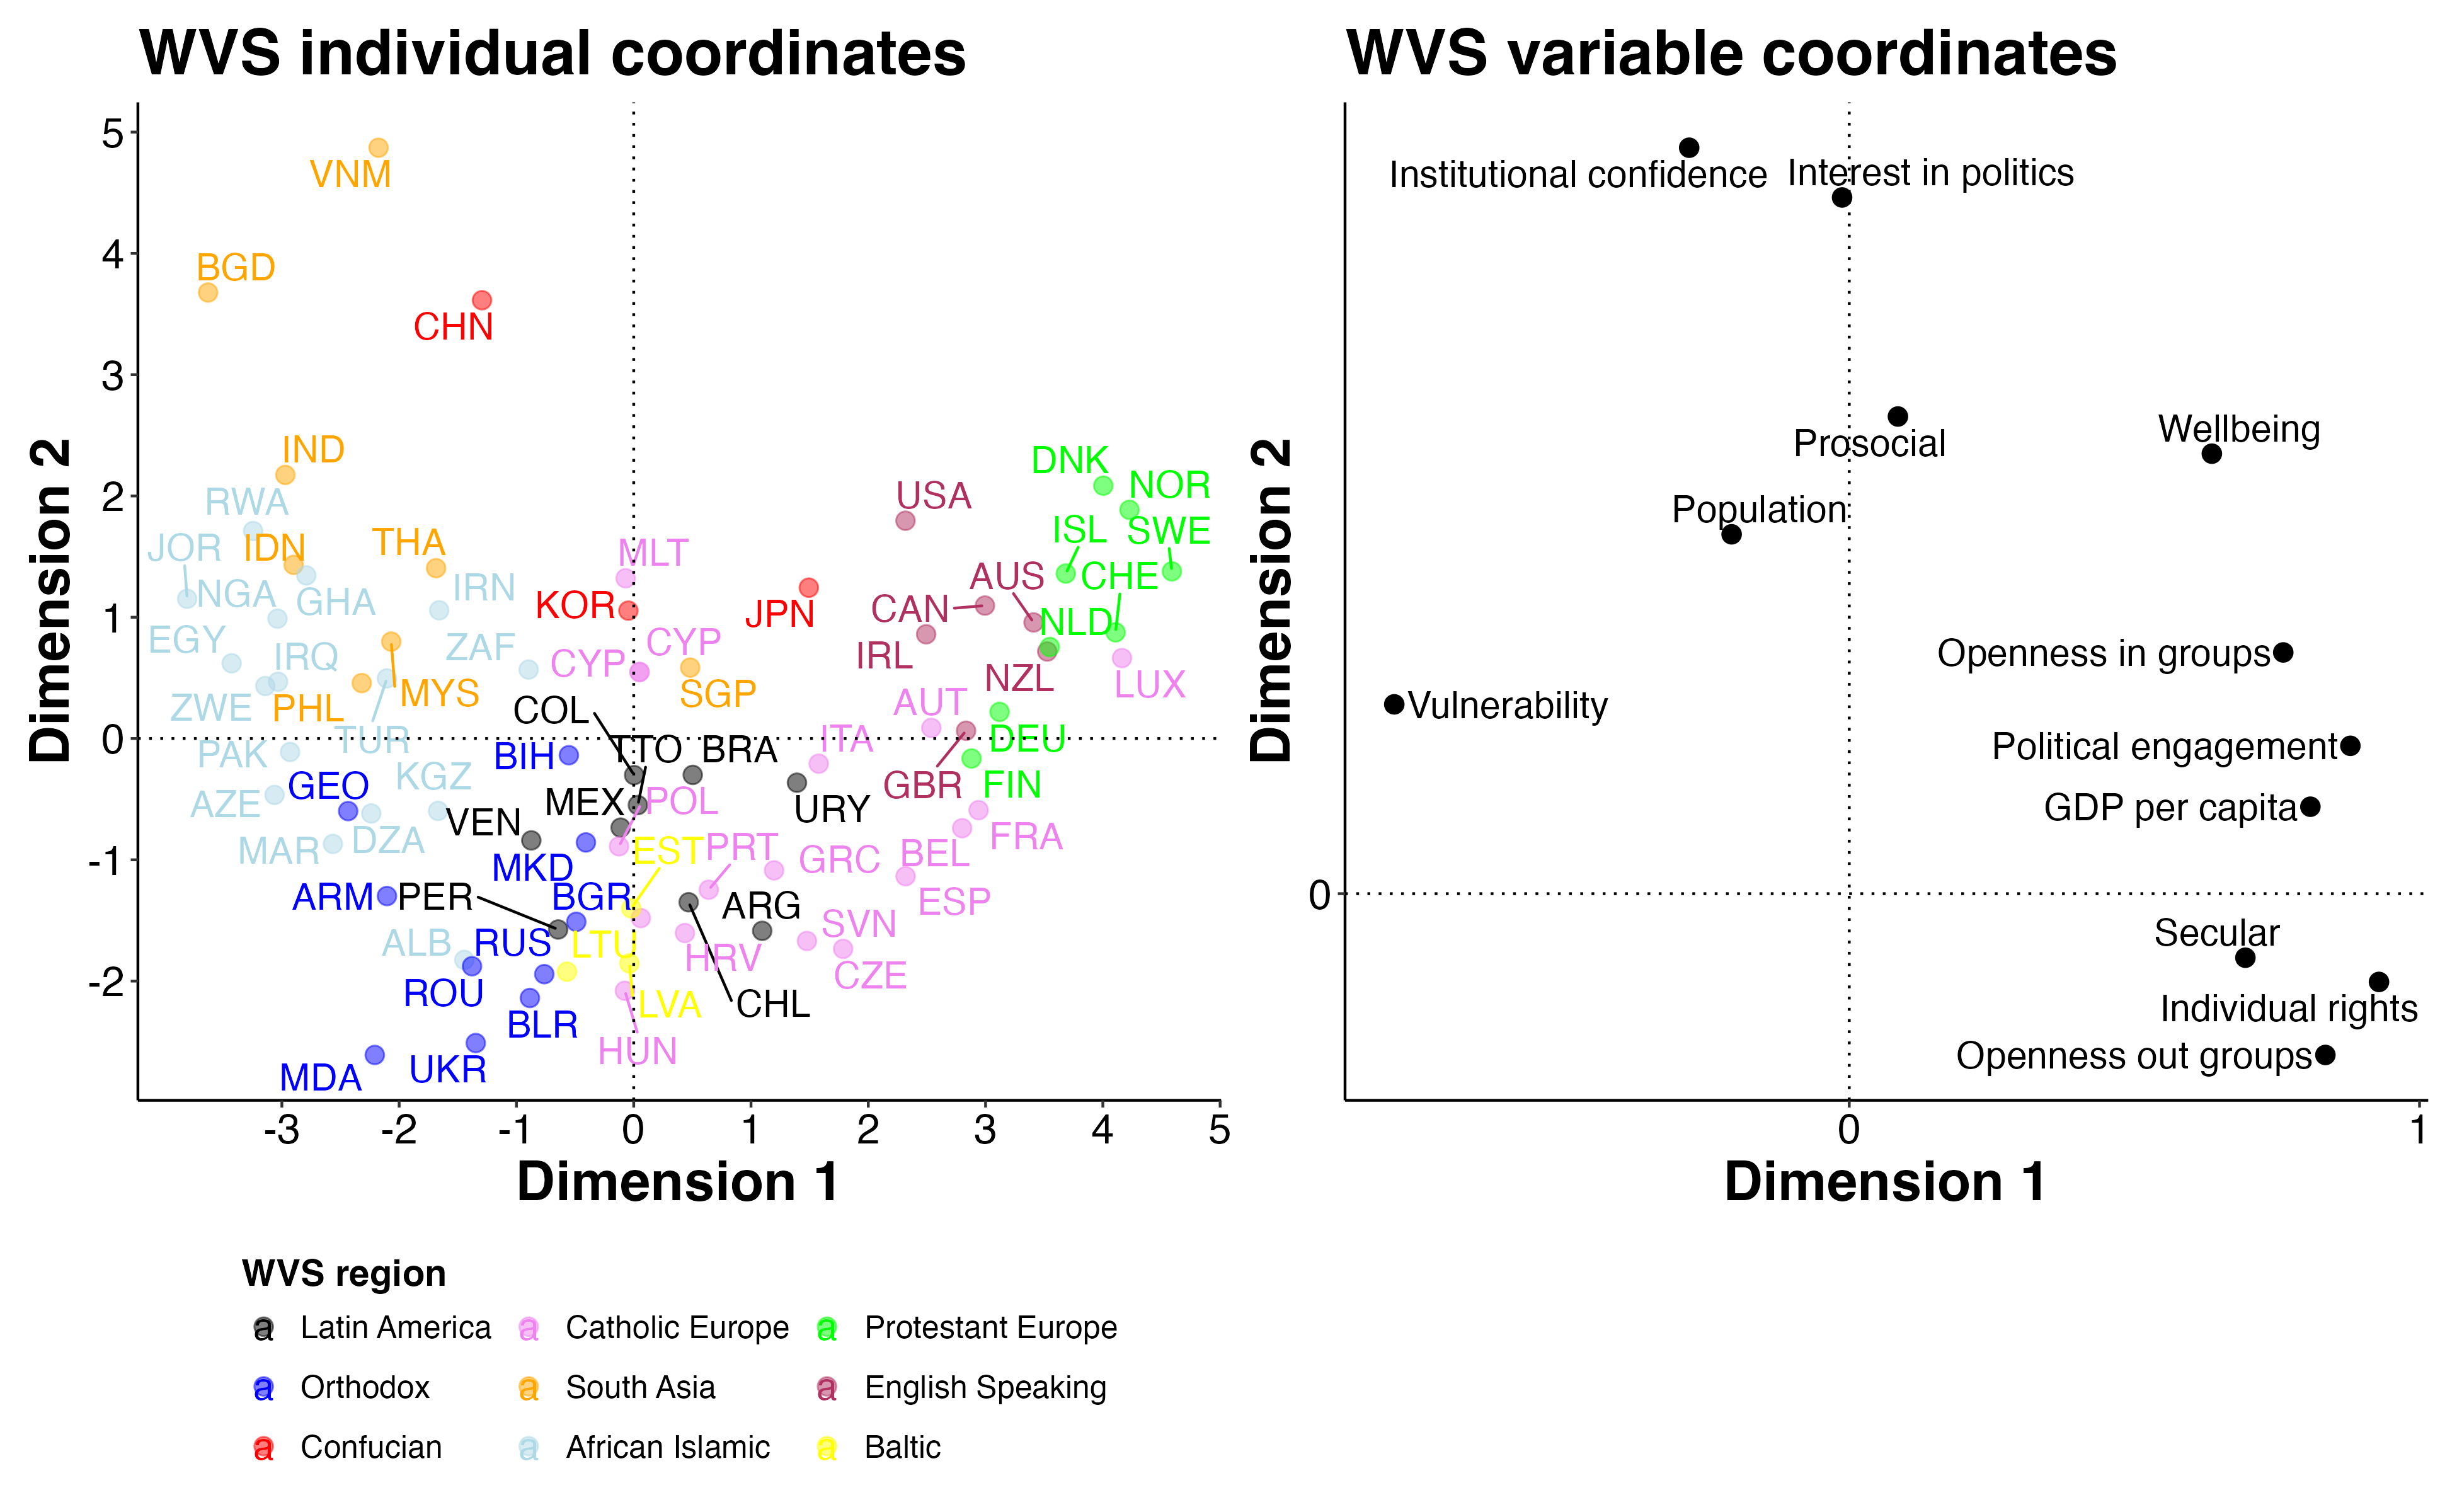 WVS individual coordinates
WVS variable coordinates
Dimension 2
5
4
3
2
1
0
-1
-2
VNM
BGD
CHN
IND
RWA
JOR
IDN
THA
NGA
GHA
IRN
EGY
IRQ
ZAF
ZWE
PHL
MYS
TUR
PAK
KGZ
GEO
AZE
MAR
DZA
BIH
COL
TTO
BRA
MEX
POL
VEN
URY
MKD
EST
PRT
GRC
ARM
PER
BGR
ARG
ALB
RUS
LTU
HRV
SVN
CZE
ROU
BLR
LVA
CHL
HUN
MDA
UKR
MLT
KOR
JPN
CYP
CYP
SGP
USA
DNK
NOR
ISL
SWE
AUS
CHE
CAN
NLD
IRL
NZL
LUX
AUT
ITA
DEU
GBR
FIN
FRA
BEL
ESP
-3
-2
-1
0
1
2
3
4
5
Dimension 1
Dimension 2
0
Institutional confidence
Interest in politics
Prosocial
Wellbeing
Population
Openness in groups
Vulnerability
Political engagement
GDP per capita
Secular
Individual rights
Openness out groups
0
1
Dimension 1
WVS region
a Latin America
a Catholic Europe
a Protestant Europe
a Orthodox
a South Asia
a English Speaking
a Confucian
a African Islamic
a Baltic